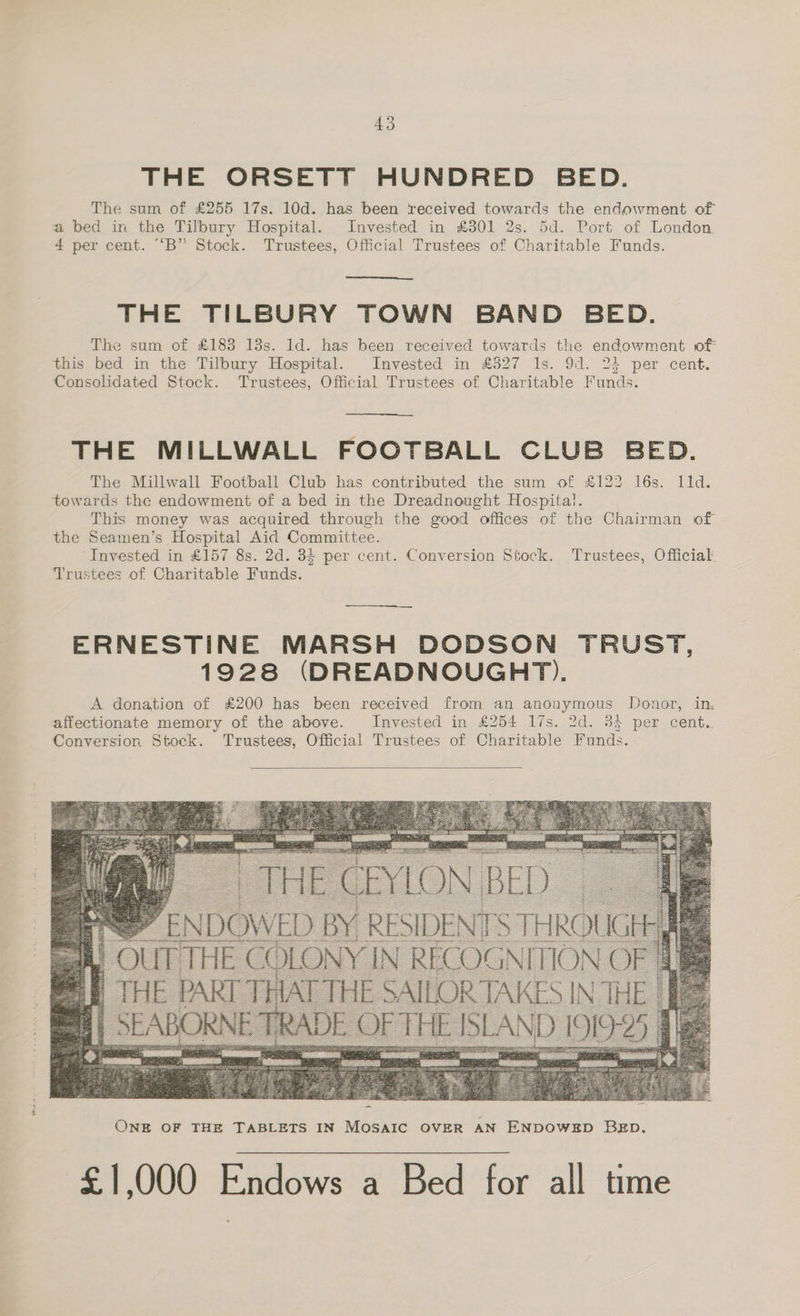 43
THE ORSETT HUNDRED BED.
The sum of £255 17s. 10d. has been received towards the endowment of
a bed in the Tilbury Hospital. Invested in £301 2s. 5d. Port of London
4 per cent. "B" Stock. Trustees, Official Trustees of Charitable Funds.
THE TILBURY TOWN BAND BED.
The sum of £183 13s. 1d. has been received towards the endowment of
this bed in the Tilbury Hospital. Invested in £327 1s. 9d. 2½ per cent.
Consolidated Stock. Trustees, Official Trustees of Charitable Funds.
THE MILLWALL FOOTBALL CLUB BED.
The Millwall Football Club has contributed the sum of £122 16s. 11d.
towards the endowment of a bed in the Dreadnought Hospital.
This money was acquired through the good offices of the Chairman of
the Seamen's Hospital Aid Committee.
Invested in £157 8s. 2d. 3½ per cent. Conversion Stock. Trustees, Official
Trustees of Charitable Funds.
ERNESTINE MARSH DODSON TRUST,
1928 (DREADNOUGHT).
A donation of £200 has been received from an anonymous Donor, in
affectionate memory of the above. Invested in £254 17s. 2d. 3½ per cent.
Conversion Stock. Trustees, Official Trustees of Charitable Funds.
THE CEYLON BED
ENDOWED BY RESIDENTS THROUGH
OUT THE COLONY IN RECOGNITION OF
THE PART THAT THE SAILOR TAKES IN THE
SEABORNE TRADE OF THE ISLAND 1919-25
ONE OF THE TABLETS IN MOSAIC OVER AN ENDOWED BED.
£1,000 Endows a Bed for all time